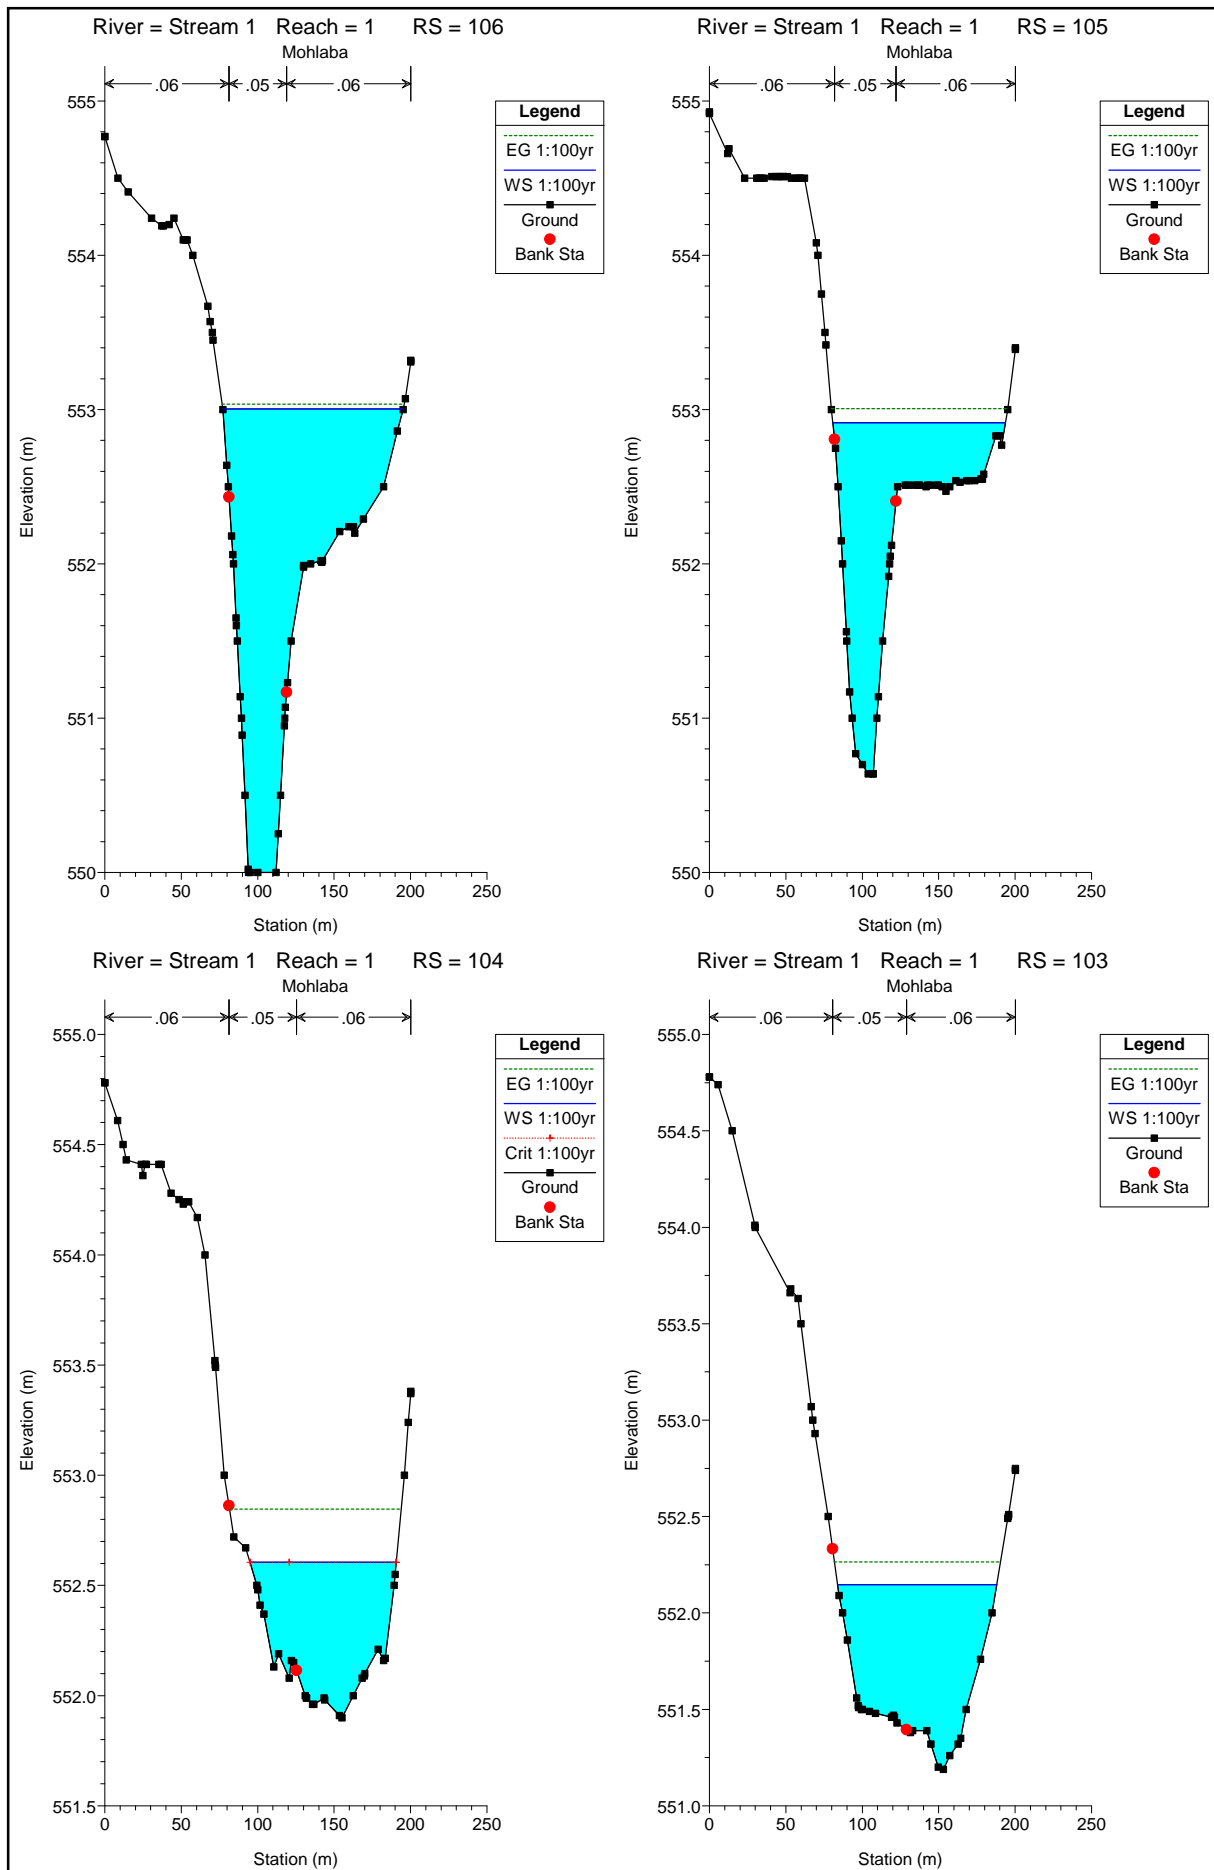 River = Stream 1 Reach = 1 RS = 106
Mohlaba
.06 .05 .06
Legend
EG 1:100yr
WS 1:100yr
Ground
Bank Sta
555
554
553
552
551
550
Elevation (m)
0 50 100 150 200 250
Station (m)
River = Stream 1 Reach = 1 RS = 105
Mohlaba
.06 .05 .06
Legend
EG 1:100yr
WS 1:100yr
Ground
Bank Sta
555
554
553
552
551
550
Elevation (m)
0 50 100 150 200 250
Station (m)
River = Stream 1 Reach = 1 RS = 104
Mohlaba
.06 .05 .06
Legend
EG 1:100yr
WS 1:100yr
Crit 1:100yr
Ground
Bank Sta
555.0
554.5
554.0
553.5
553.0
552.5
552.0
551.5
Elevation (m)
0 50 100 150 200 250
Station (m)
River = Stream 1 Reach = 1 RS = 103
Mohlaba
.06 .05 .06
Legend
EG 1:100yr
WS 1:100yr
Ground
Bank Sta
555.0
554.5
554.0
553.5
553.0
552.5
552.0
551.5
551.0
Elevation (m)
0 50 100 150 200 250
Station (m)